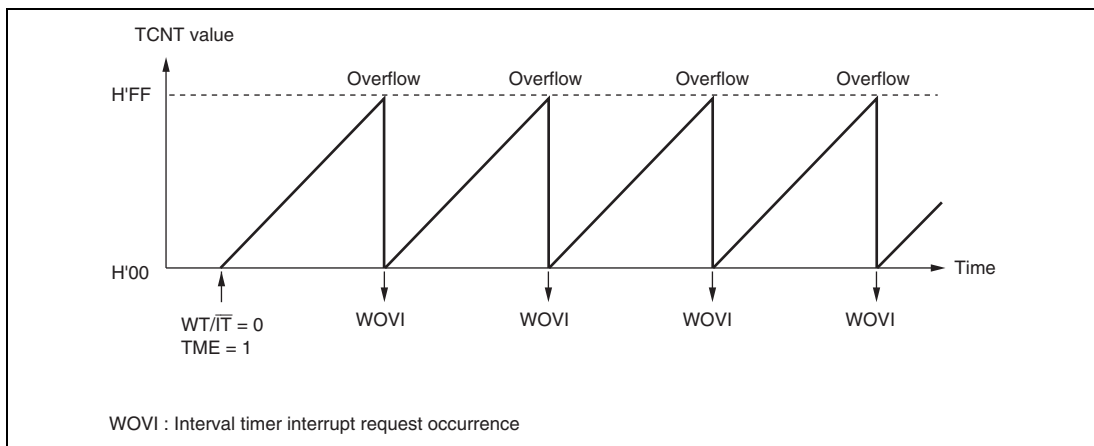 TCNT value
Overflow Overflow Overflow Overflow
H'FF
H'00
Time
WT/I̅T̅ = 0
TME = 1
WOVI WOVI WOVI WOVI
WOVI : Interval timer interrupt request occurrence